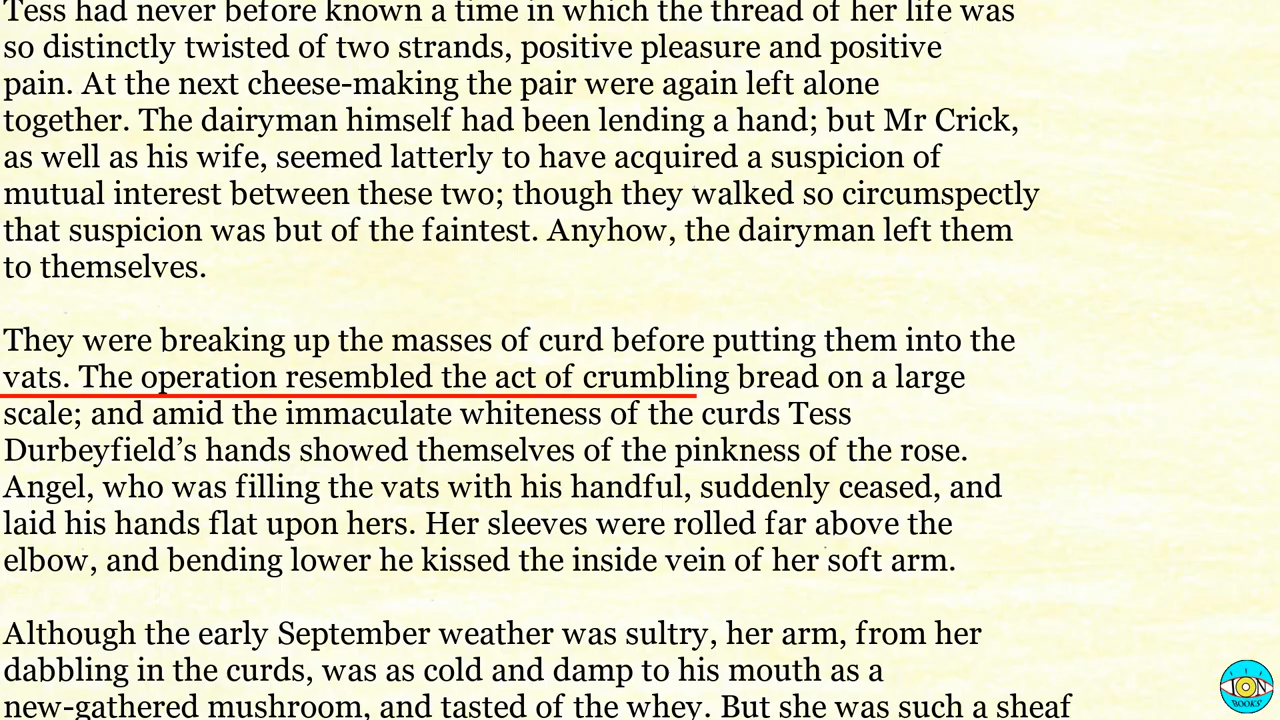 Tess had never before known a time in which the thread of her life was
so distinctly twisted of two strands, positive pleasure and positive
pain. At the next cheese-making the pair were again left alone
together. The dairyman himself had been lending a hand; but Mr Crick,
as well as his wife, seemed latterly to have acquired a suspicion of
mutual interest between these two; though they walked so circumspectly
that suspicion was but of the faintest. Anyhow, the dairyman left them
to themselves.
They were breaking up the masses of curd before putting them into the
vats. The operation resembled the act of crumbling bread on a large
scale; and amid the immaculate whiteness of the curds Tess
Durbeyfield’s hands showed themselves of the pinkness of the rose.
Angel, who was filling the vats with his handful, suddenly ceased, and
laid his hands flat upon hers. Her sleeves were rolled far above the
elbow, and bending lower he kissed the inside vein of her soft arm.
Although the early September weather was sultry, her arm, from her
dabbling in the curds, was as cold and damp to his mouth as a
new-gathered mushroom, and tasted of the whey. But she was such a sheaf
ION
BOOKS